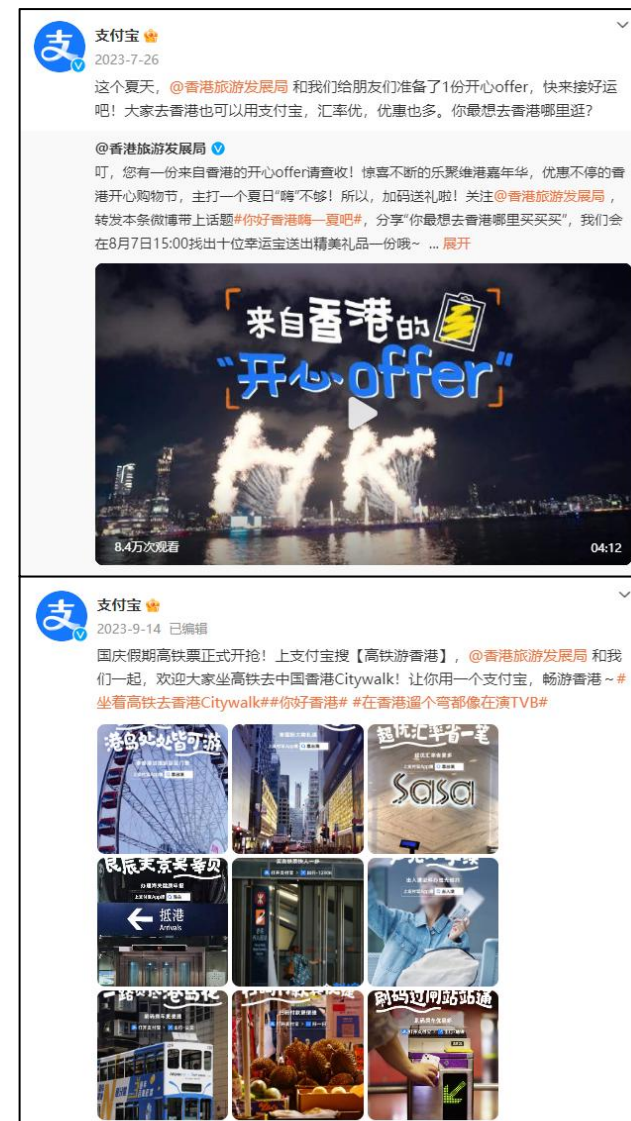 支付宝
2023-7-26
这个夏天，@香港旅游发展局 和我们给朋友们准备了1份开心offer，快来接好运
吧！大家去香港也可以用支付宝，汇率优，优惠也多。你最想去香港哪里逛？
@香港旅游发展局
叮，您有一份来自香港的开心offer请查收！惊喜不断的乐聚维港嘉年华，优惠不停的香
港开心购物节，主打一个夏日“嗨”不够！所以，加码送礼啦！关注@香港旅游发展局，
转发本条微博带上话题#你好香港嗨一夏吧#，分享“你最想去香港哪里买买买”，我们会
在8月7日15:00找出十位幸运宝送出精美礼品一份哦~ ... 展开
来自香港的
“开心offer”
HK
8.4万次观看
04:12
支付宝
2023-9-14 已编辑
国庆假期高铁票正式开抢！上支付宝搜【高铁游香港】，@香港旅游发展局 和我
们一起，欢迎大家坐高铁去中国香港Citywalk！让你用一个支付宝，畅游香港～#
坐着高铁去香港Citywalk##你好香港# #在香港遛个弯都像在演TVB#
港岛处处皆可游
超优汇率省一笔
sasa
良辰美景吴亲贝
抵港
Arrivals
刷码过闸站站通